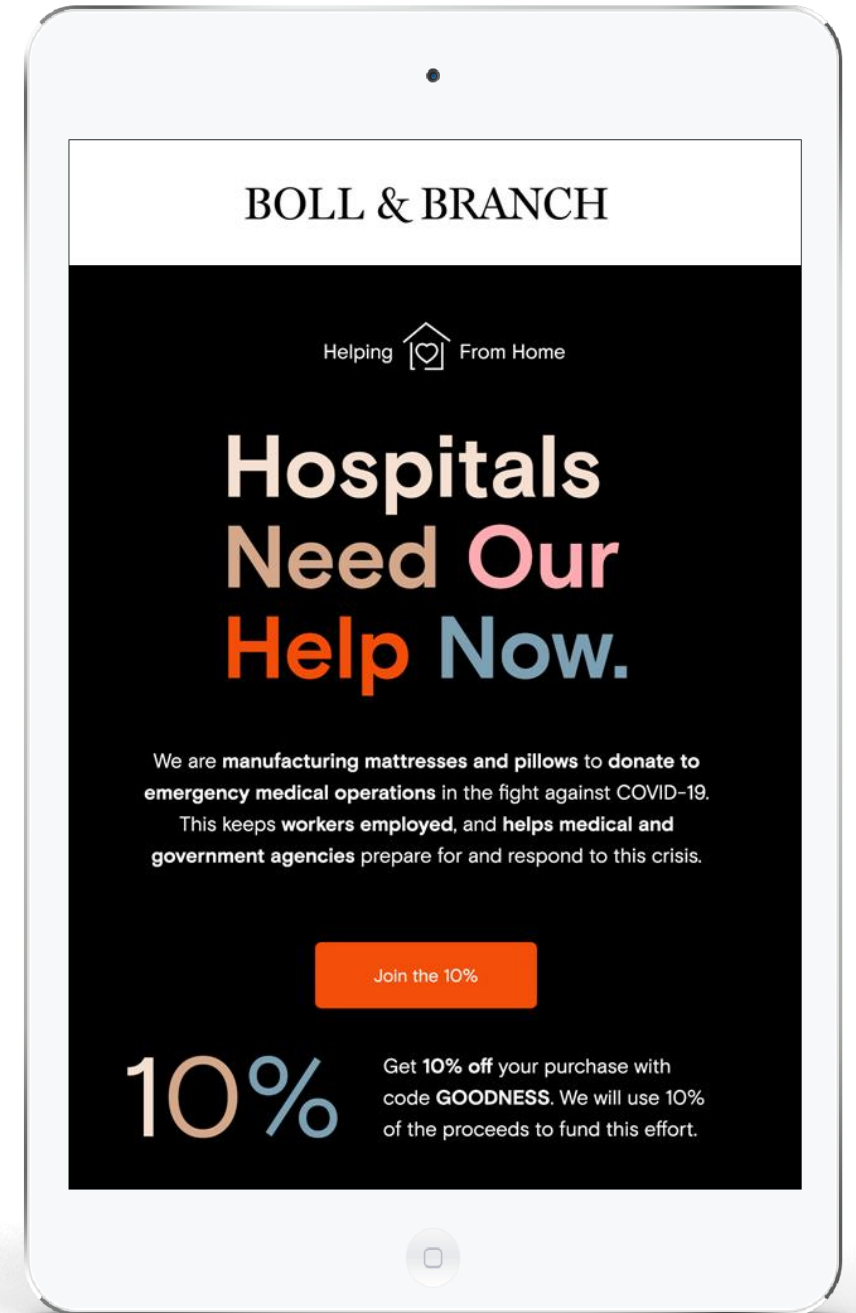 BOLL & BRANCH
Helping From Home
Hospitals
Need Our
Help Now.
We are manufacturing mattresses and pillows to donate to
emergency medical operations in the fight against COVID-19.
This keeps workers employed, and helps medical and
government agencies prepare for and respond to this crisis.
Join the 10%
10%
Get 10% off your purchase with
code GOODNESS. We will use 10%
of the proceeds to fund this effort.